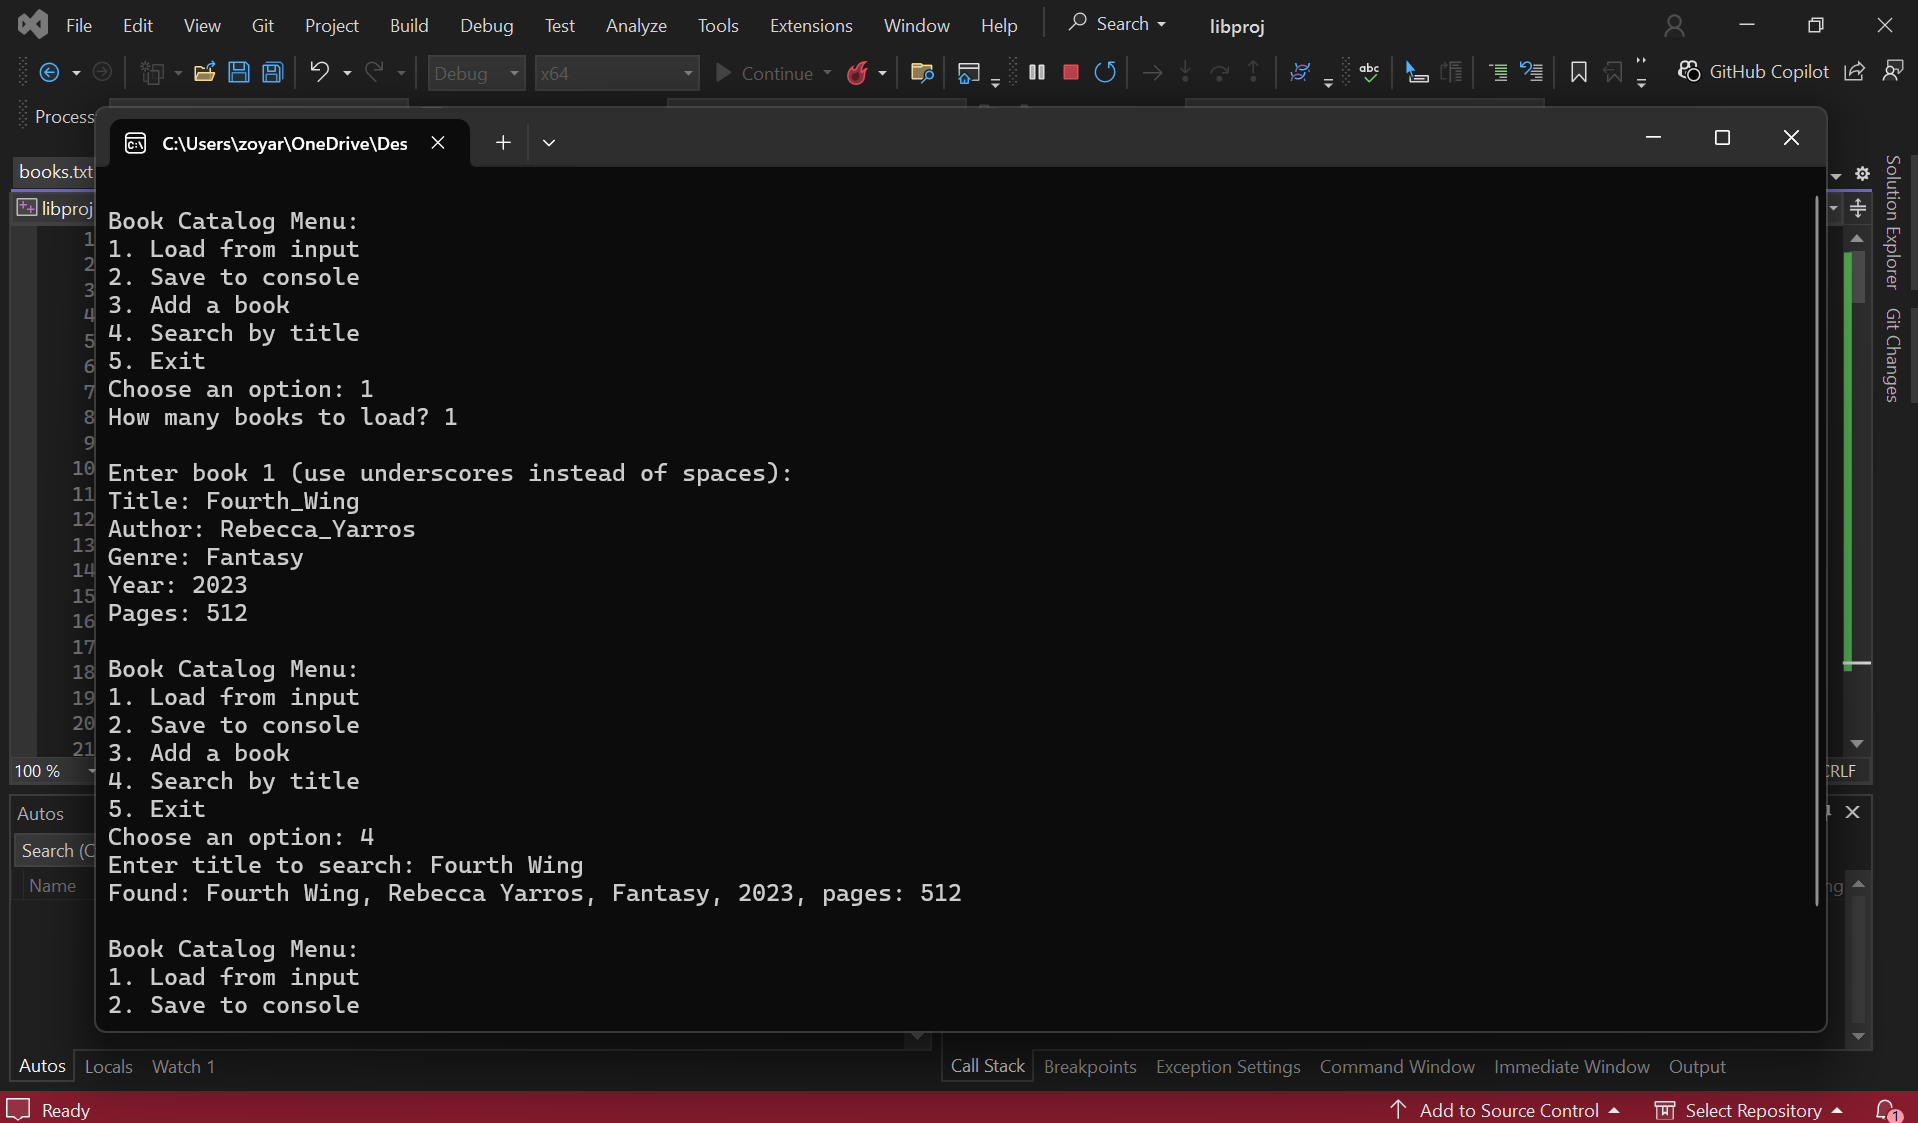 File Edit View Git Project Build Debug Test Analyze Tools Extensions Window Help Search libproj
Debug x64 Continue GitHub Copilot
Process
C:\Users\zoyar\OneDrive\Des
books.txt
libproj
Solution Explorer
Git Changes
1
2
3
4
5
6
7
8
9
10
11
12
13
14
15
16
17
18
19
20
21
Book Catalog Menu:
1. Load from input
2. Save to console
3. Add a book
4. Search by title
5. Exit
Choose an option: 1
How many books to load? 1
Enter book 1 (use underscores instead of spaces):
Title: Fourth_Wing
Author: Rebecca_Yarros
Genre: Fantasy
Year: 2023
Pages: 512
Book Catalog Menu:
1. Load from input
2. Save to console
3. Add a book
4. Search by title
5. Exit
Choose an option: 4
Enter title to search: Fourth Wing
Found: Fourth Wing, Rebecca Yarros, Fantasy, 2023, pages: 512
Book Catalog Menu:
1. Load from input
2. Save to console
100 %
CRLF
Autos
Search (C
Name
ng
Autos Locals Watch 1
Call Stack Breakpoints Exception Settings Command Window Immediate Window Output
Ready Add to Source Control Select Repository 1